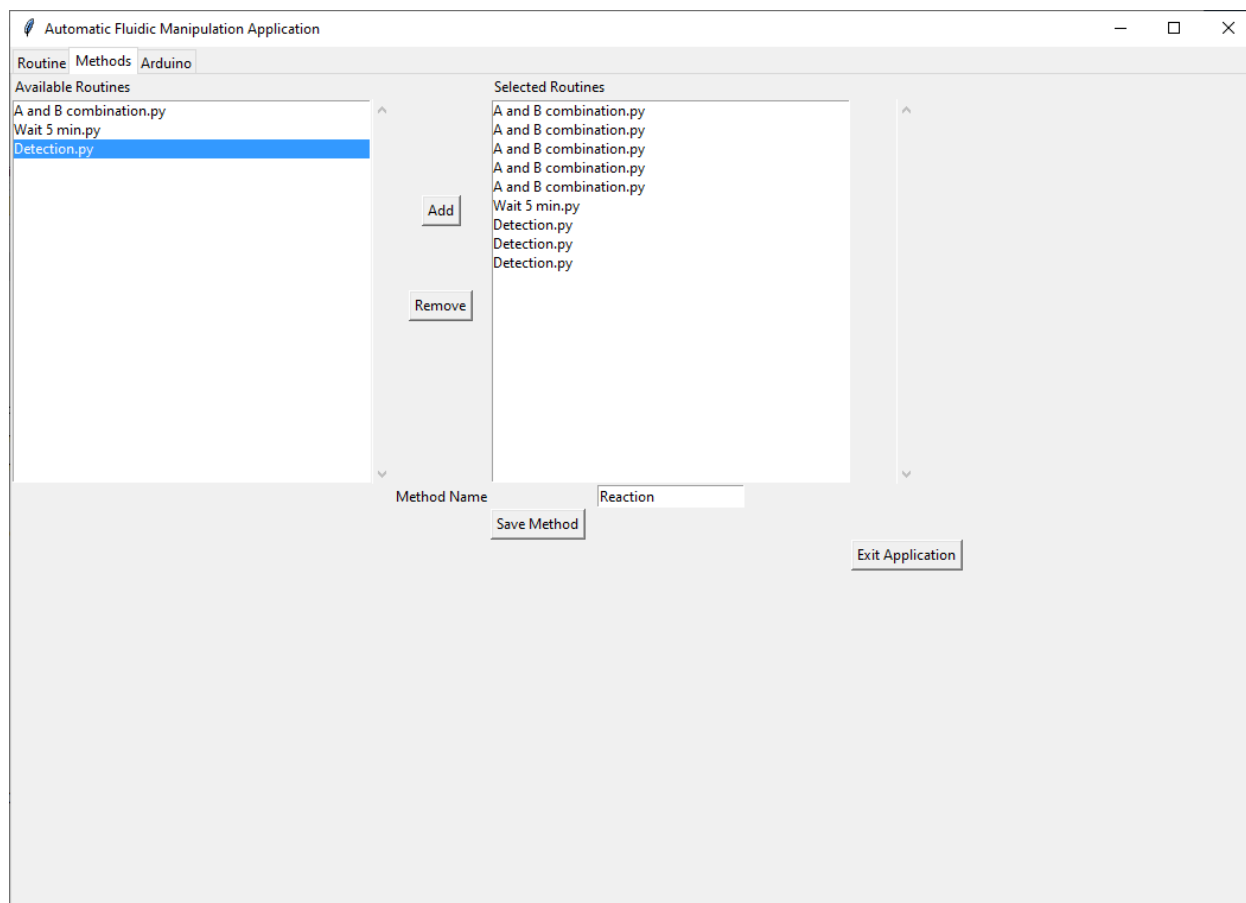 Automatic Fluidic Manipulation Application
Routine Methods Arduino
Available Routines
A and B combination.py
Wait 5 min.py
Detection.py
Add
Remove
Selected Routines
A and B combination.py
A and B combination.py
A and B combination.py
A and B combination.py
A and B combination.py
Wait 5 min.py
Detection.py
Detection.py
Detection.py
Method Name Reaction
Save Method
Exit Application